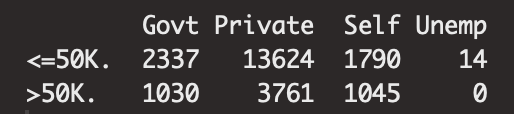 Govt Private Self Unemp
<=50K. 2337 13624 1790 14
>50K. 1030 3761 1045 0